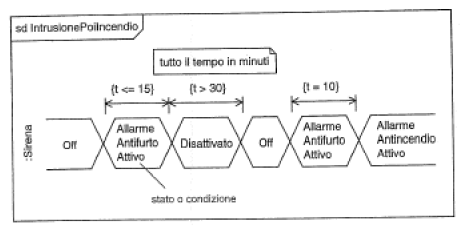 sd IntrusionePoiIncendio
tutto il tempo in minuti
{t <= 15}
{t > 30}
{t = 10}
:Sirena
Off
Allarme
Antifurto
Attivo
Disattivato
Off
Allarme
Antifurto
Attivo
Allarme
Antincendio
Attivo
stato o condizione